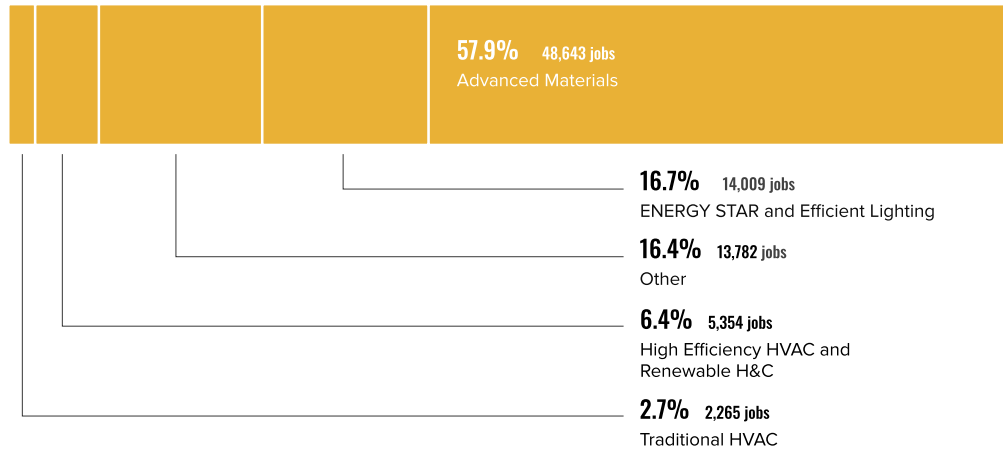 57.9% 48,643 jobs
Advanced Materials
16.7% 14,009 jobs
ENERGY STAR and Efficient Lighting
16.4% 13,782 jobs
Other
6.4% 5,354 jobs
High Efficiency HVAC and
Renewable H&C
2.7% 2,265 jobs
Traditional HVAC